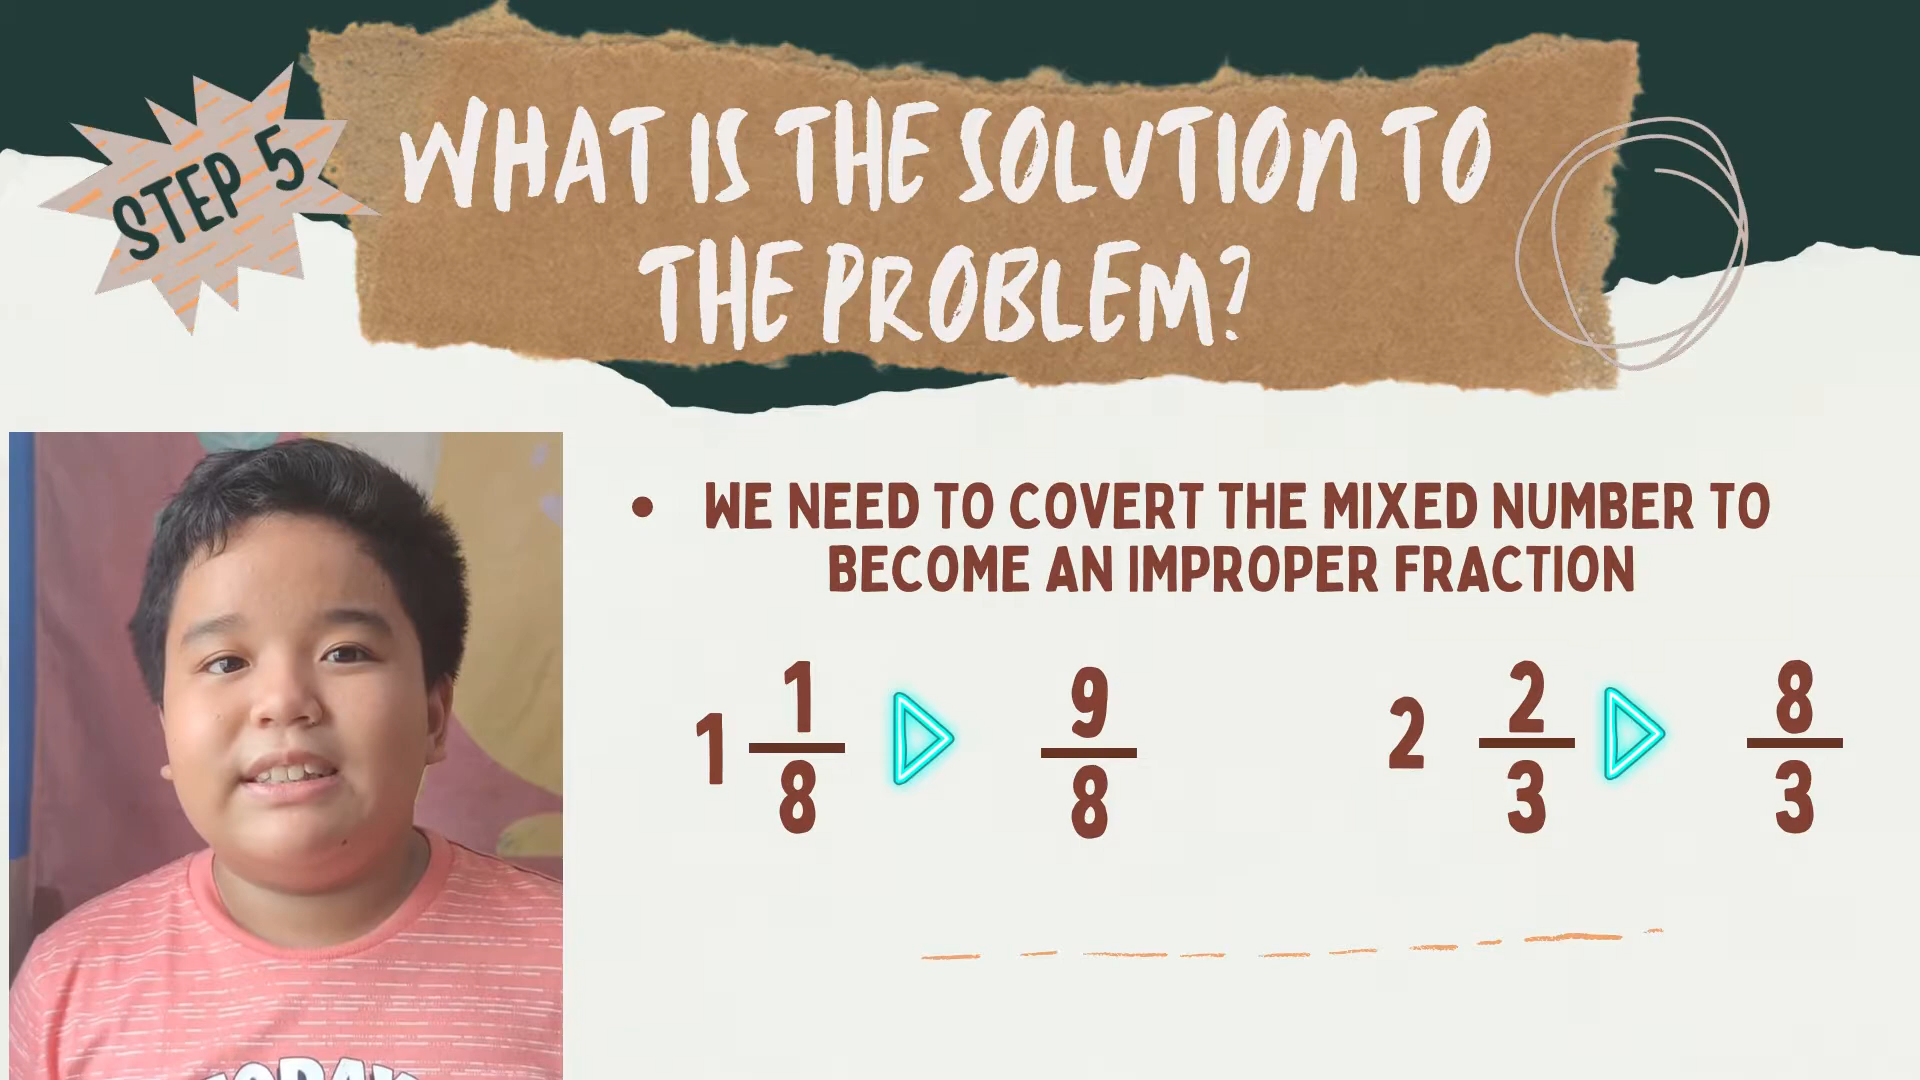 STEP 5
WHAT IS THE SOLUTION TO
THE PROBLEM?
• WE NEED TO COVERT THE MIXED NUMBER TO
BECOME AN IMPROPER FRACTION
1 1/8 ▷ 9/8
2 2/3 ▷ 8/3
TODAY